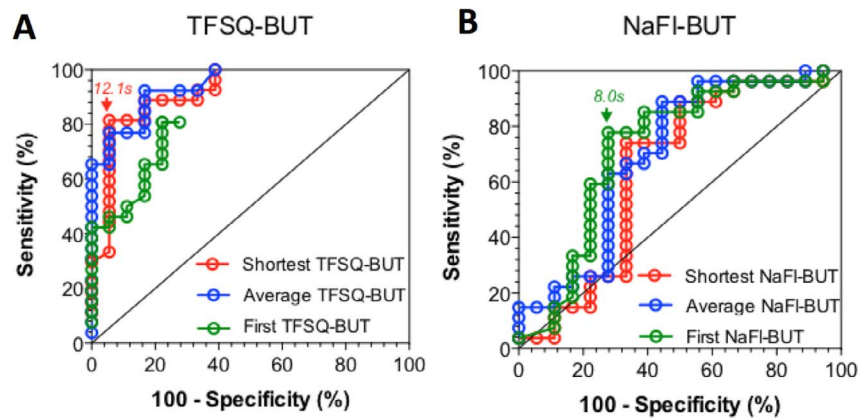 A
TFSQ-BUT
100
80
60
40
20
0
Sensitivity (%)
12.1s
Shortest TFSQ-BUT
Average TFSQ-BUT
First TFSQ-BUT
0 20 40 60 80 100
100 - Specificity (%)
B
NaFl-BUT
100
80
60
40
20
0
Sensitivity (%)
8.0s
Shortest NaFl-BUT
Average NaFl-BUT
First NaFl-BUT
0 20 40 60 80 100
100 - Specificity (%)